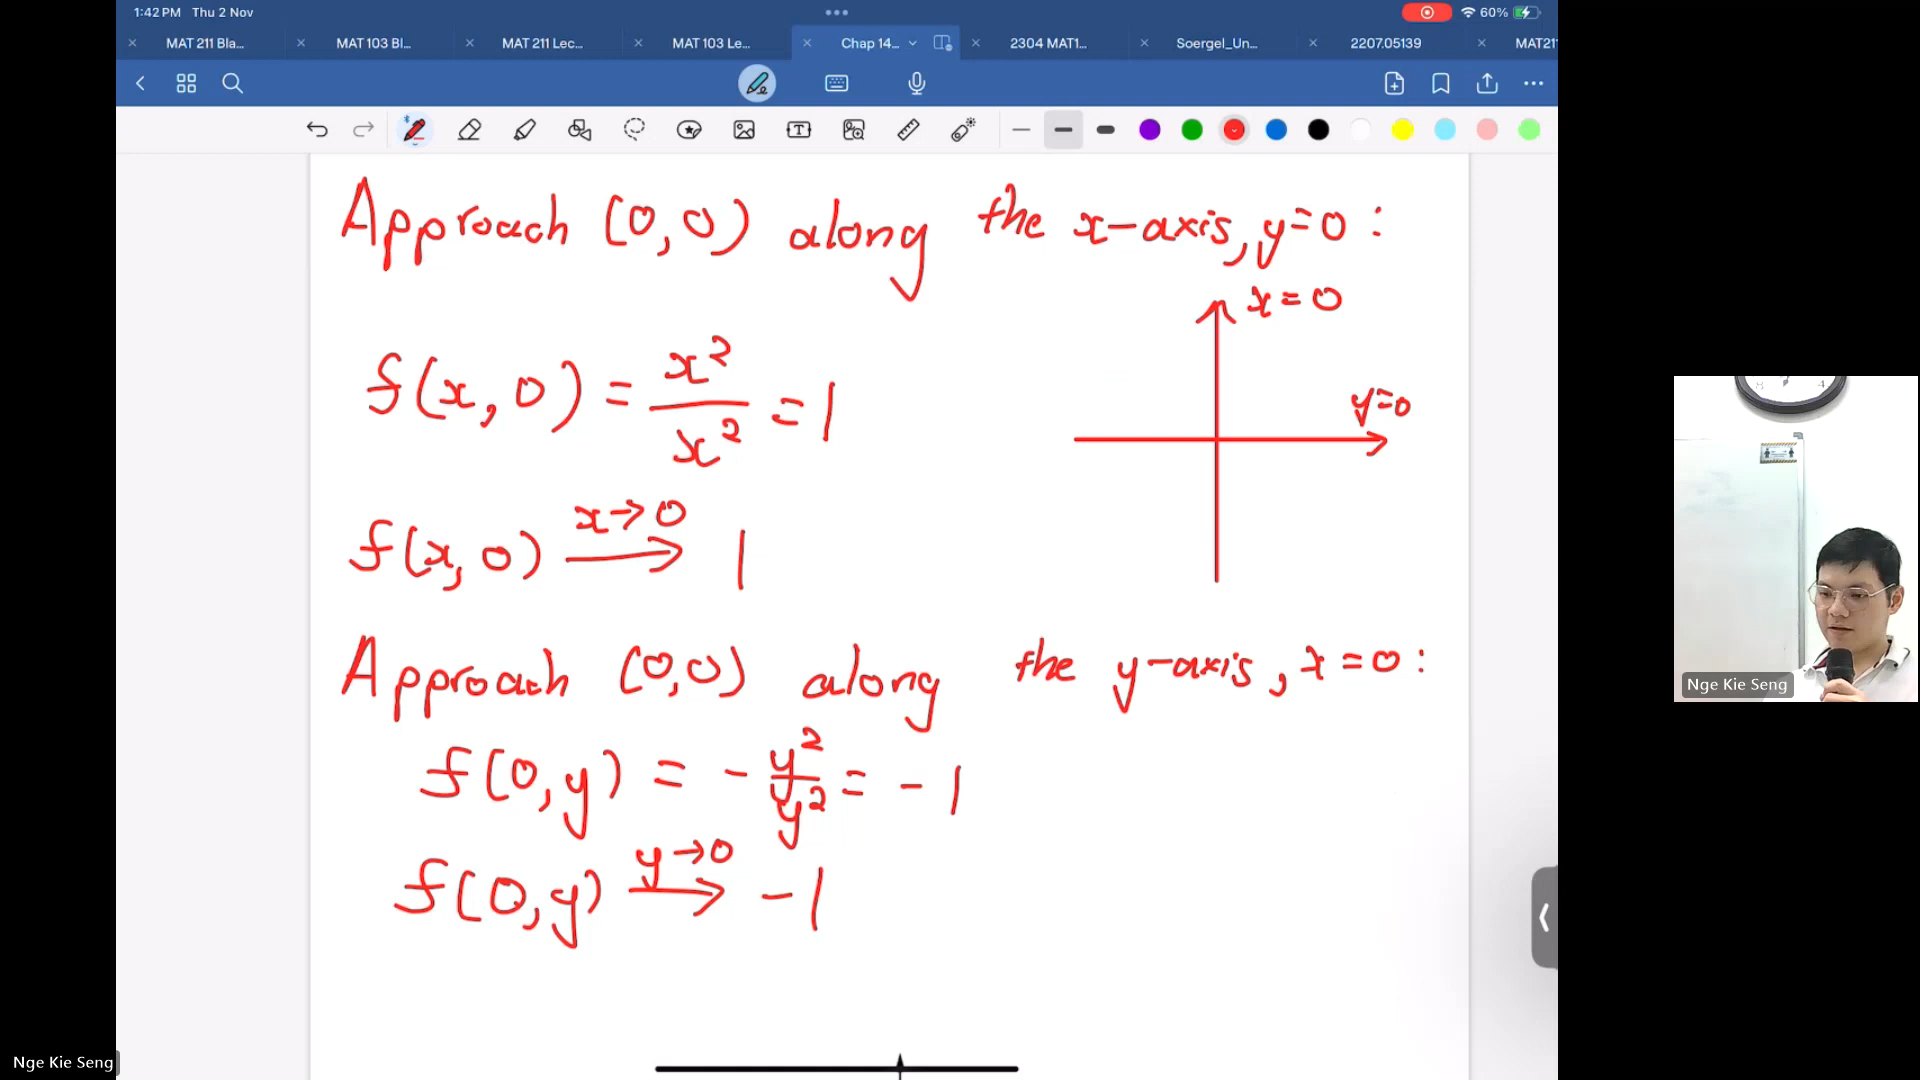 1:42 PM Thu 2 Nov
60%
MAT 211 Bla...
MAT 103 Bl...
MAT 211 Lec...
MAT 103 Le...
Chap 14...
2304 MAT1...
Soergel_Un...
2207.05139
MAT21
Approach (0,0) along the x-axis, y=0:
x=0
f(x,0) = x²/x² = 1
y=0
f(x,0) x→0 → 1
Approach (0,0) along the y-axis, x=0:
f(0,y) = - y²/y² = -1
f(0,y) y→0 → -1
Nge Kie Seng
Nge Kie Seng